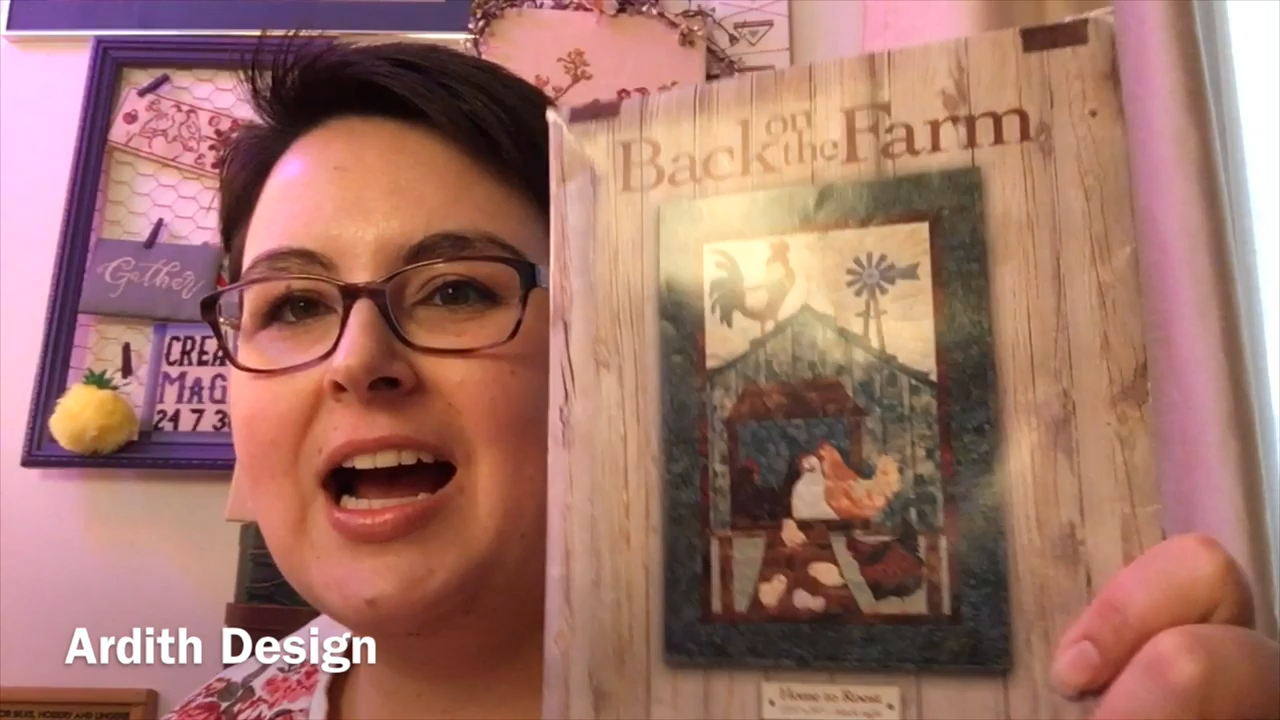 Back on the Farm
Gather
CREA
MAG
24 7 3
Home to Roost
Ardith Design